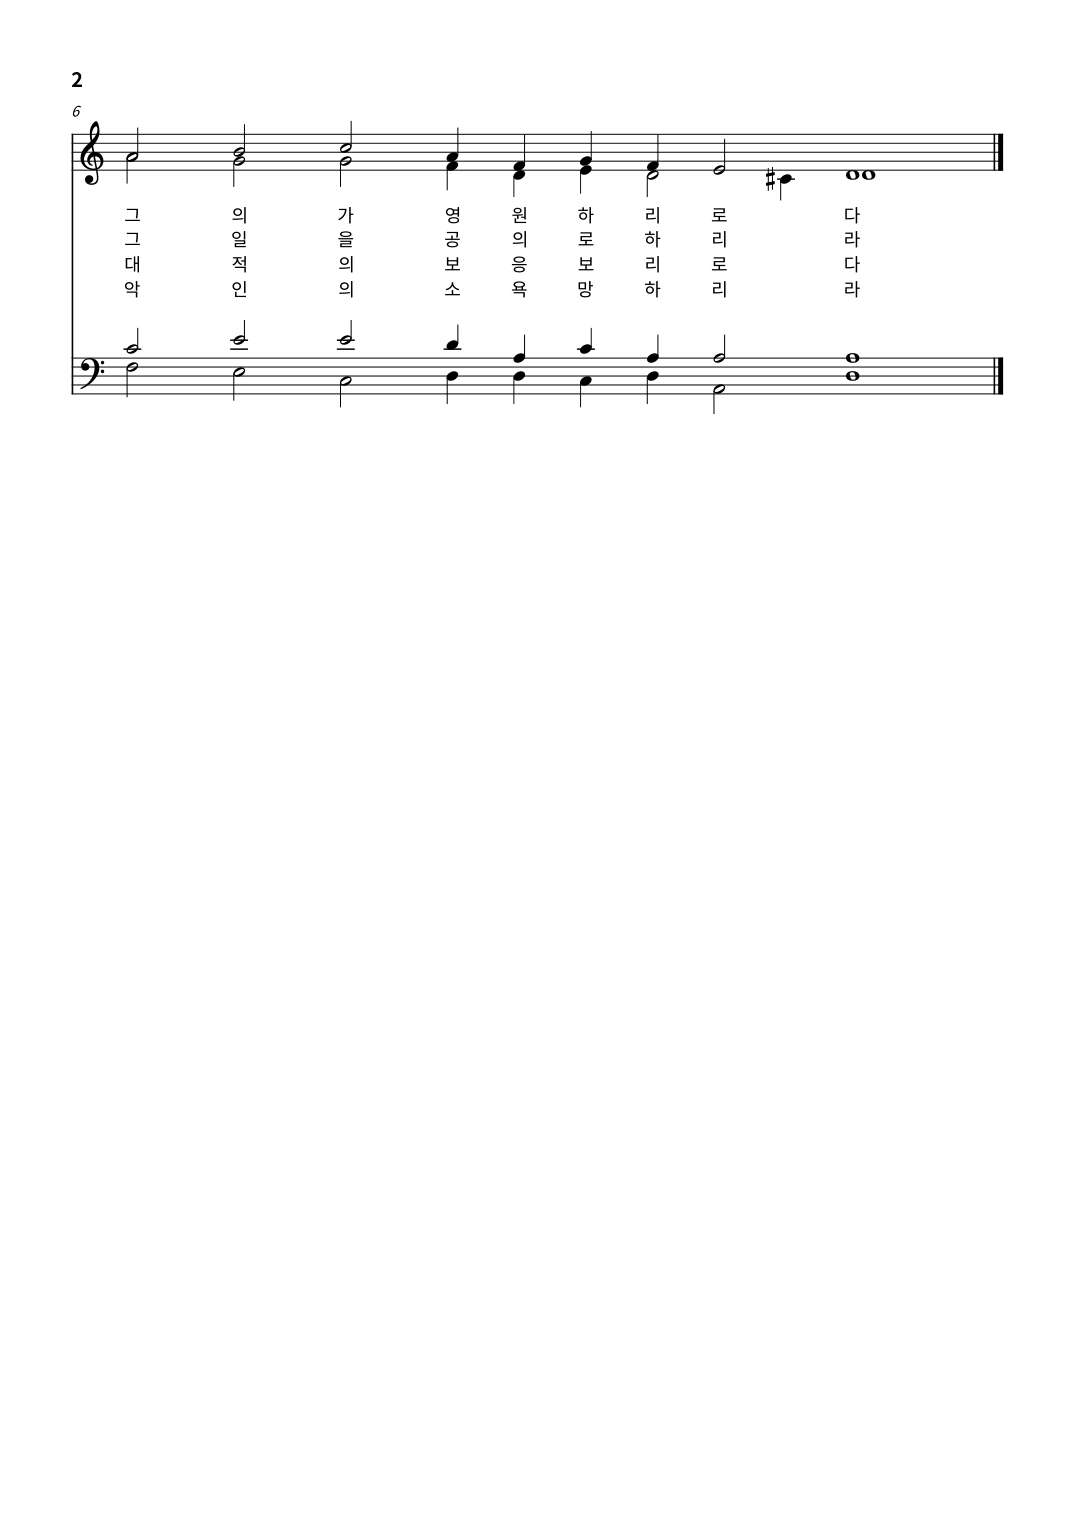 2
6
그 의 가 영 원 하 리 로 다
그 일 을 공 의 로 하 리 라
대 적 의 보 응 보 리 로 다
악 인 의 소 욕 망 하 리 라